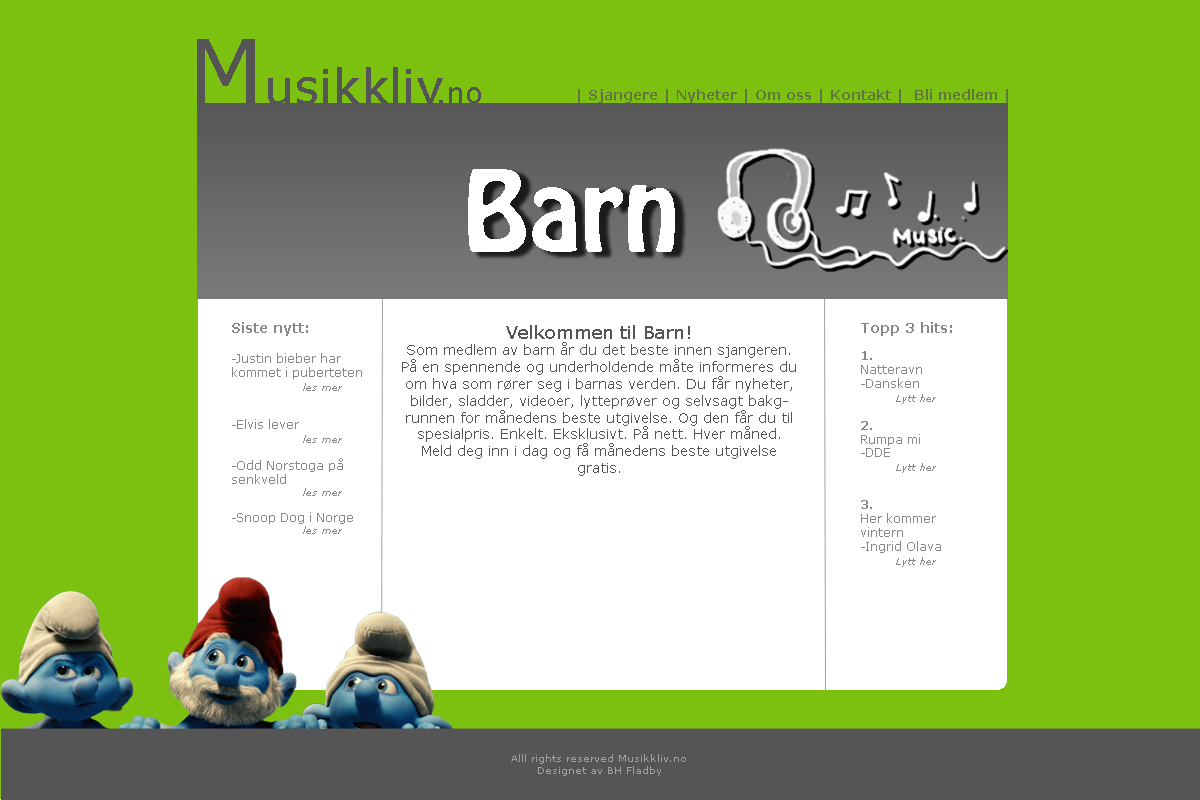 Musikkliv.no
| Sjangere | Nyheter | Om oss | Kontakt | Bli medlem |
Barn
Music.
Siste nytt:
-Justin bieber har
kommet i puberteten
les mer
-Elvis lever
les mer
-Odd Norstoga på
senkveld
les mer
-Snoop Dog i Norge
les mer
Velkommen til Barn!
Som medlem av barn år du det beste innen sjangeren.
På en spennende og underholdende måte informeres du
om hva som rører seg i barnas verden. Du får nyheter,
bilder, sladder, videoer, lytteprøver og selvsagt bakg-
runnen for månedens beste utgivelse. Og den får du til
spesialpris. Enkelt. Eksklusivt. På nett. Hver måned.
Meld deg inn i dag og få månedens beste utgivelse
gratis.
Topp 3 hits:
1.
Natteravn
-Dansken
Lytt her
2.
Rumpa mi
-DDE
Lytt her
3.
Her kommer
vintern
-Ingrid Olava
Lytt her
Alll rights reserved Musikkliv.no
Designet av BH Fladby